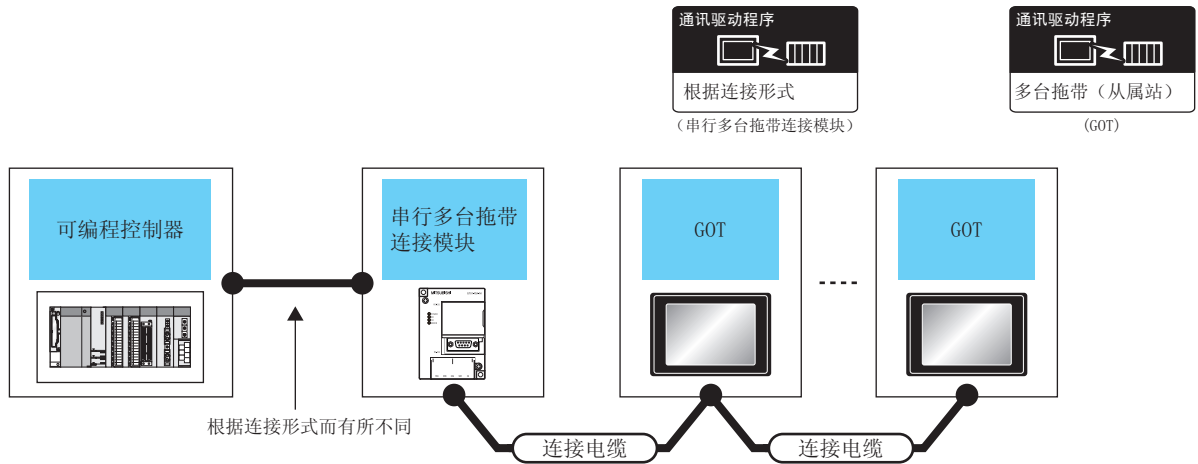 通讯驱动程序
根据连接形式
（串行多台拖带连接模块）
通讯驱动程序
多台拖带（从属站）
(GOT)
可编程控制器
串行多台拖带
连接模块
GOT
GOT
MITSUBISHI
根据连接形式而有所不同
连接电缆
连接电缆